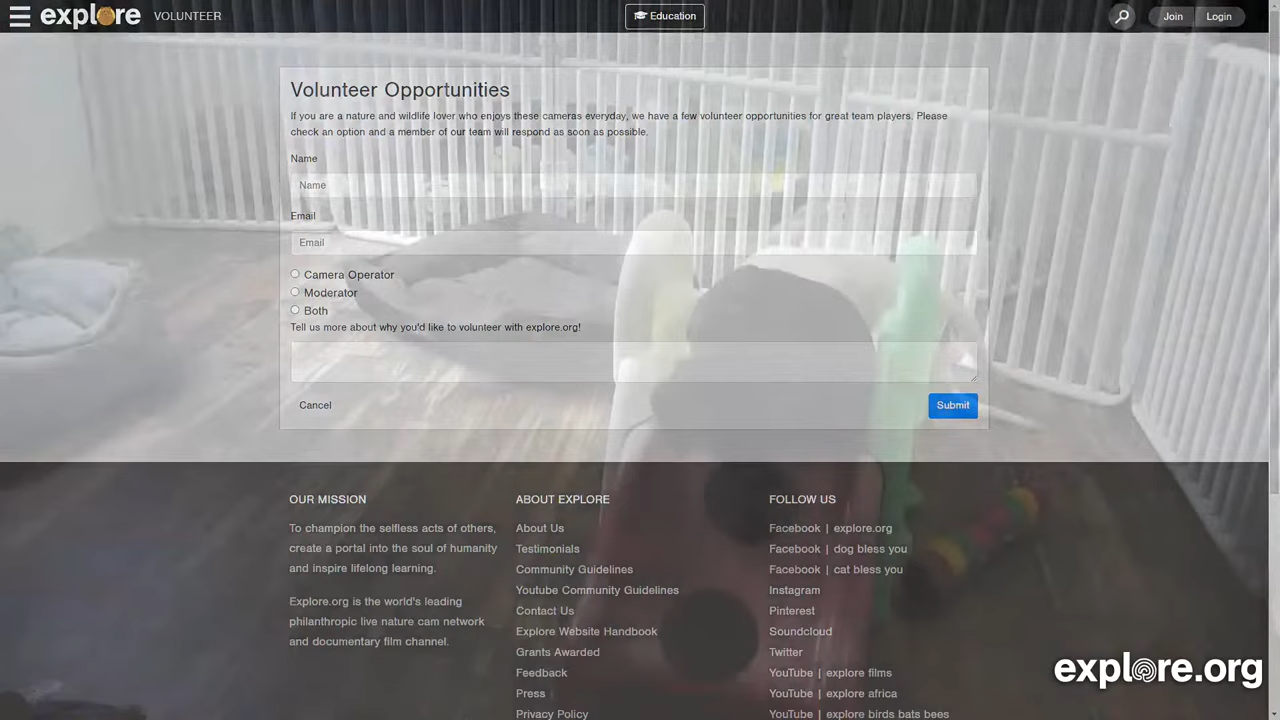 explore VOLUNTEER Education Join Login
Volunteer Opportunities
If you are a nature and wildlife lover who enjoys these cameras everyday, we have a few volunteer opportunities for great team players. Please
check an option and a member of our team will respond as soon as possible.
Name
Name
Email
Email
Camera Operator
Moderator
Both
Tell us more about why you'd like to volunteer with explore.org!
Cancel Submit
OUR MISSION
To champion the selfless acts of others,
create a portal into the soul of humanity
and inspire lifelong learning.
Explore.org is the world's leading
philanthropic live nature cam network
and documentary film channel.
ABOUT EXPLORE
About Us
Testimonials
Community Guidelines
Youtube Community Guidelines
Contact Us
Explore Website Handbook
Grants Awarded
Feedback
Press
Privacy Policy
FOLLOW US
Facebook | explore.org
Facebook | dog bless you
Facebook | cat bless you
Instagram
Pinterest
Soundcloud
Twitter
YouTube | explore films
YouTube | explore africa
YouTube | explore birds bats bees
explore.org